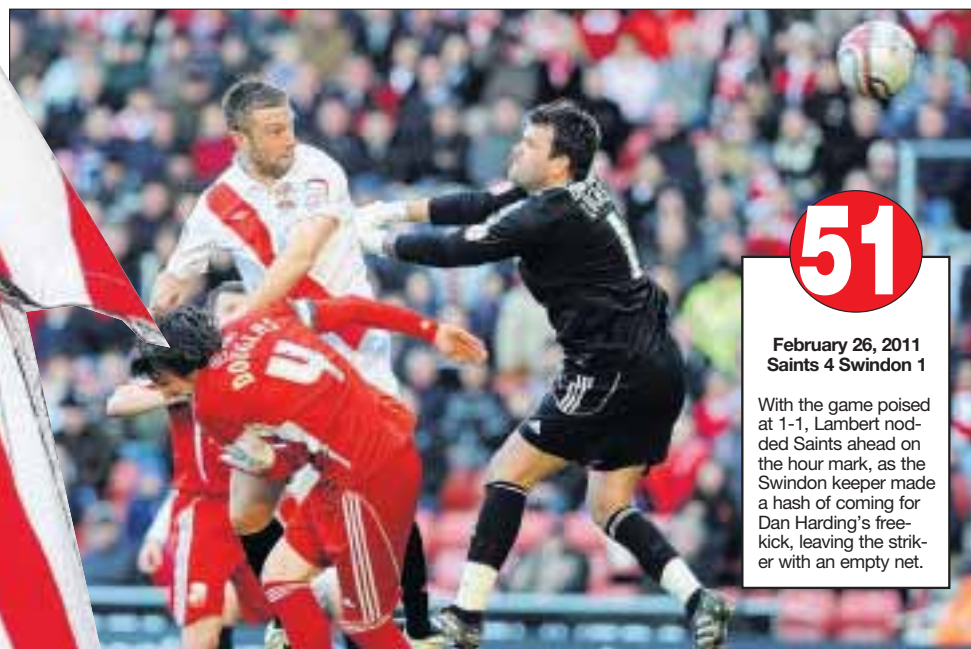 51
February 26, 2011
Saints 4 Swindon 1
With the game poised
at 1-1, Lambert nod-
ded Saints ahead on
the hour mark, as the
Swindon keeper made
a hash of coming for
Dan Harding's free-
kick, leaving the strik-
er with an empty net.
DOUGLAS
4
1